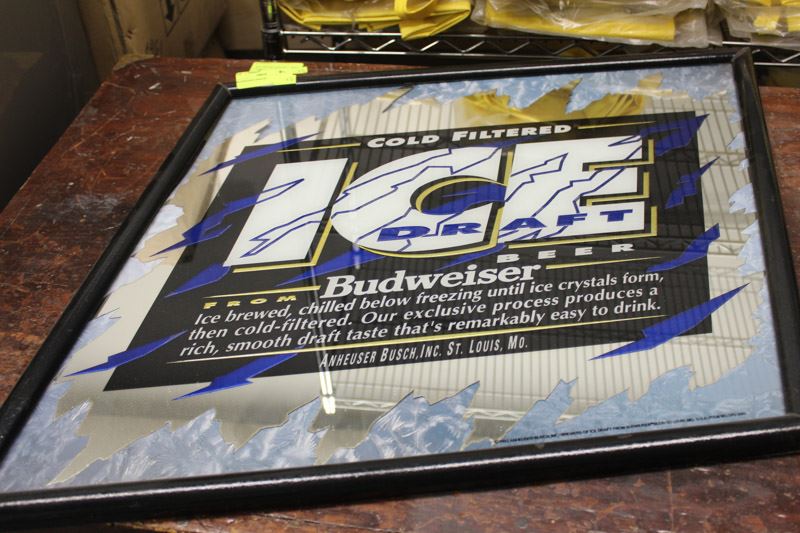 COLD FILTERED
ICE
DRAFT
BEER
FROM Budweiser
Ice brewed, chilled below freezing until ice crystals form,
then cold-filtered. Our exclusive process produces a
rich, smooth draft taste that's remarkably easy to drink.
ANHEUSER BUSCH, INC. ST. LOUIS, MO.